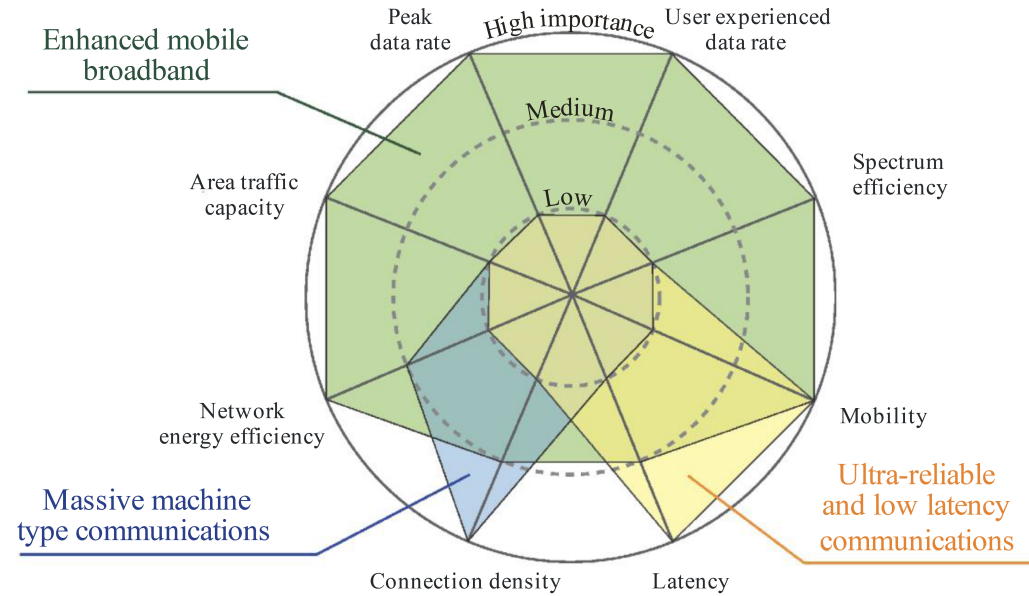 Peak
data rate
High importance
User experienced
data rate
Enhanced mobile
broadband
Medium
Spectrum
efficiency
Area traffic
capacity
Low
Network
energy efficiency
Mobility
Massive machine
type communications
Ultra-reliable
and low latency
communications
Connection density
Latency